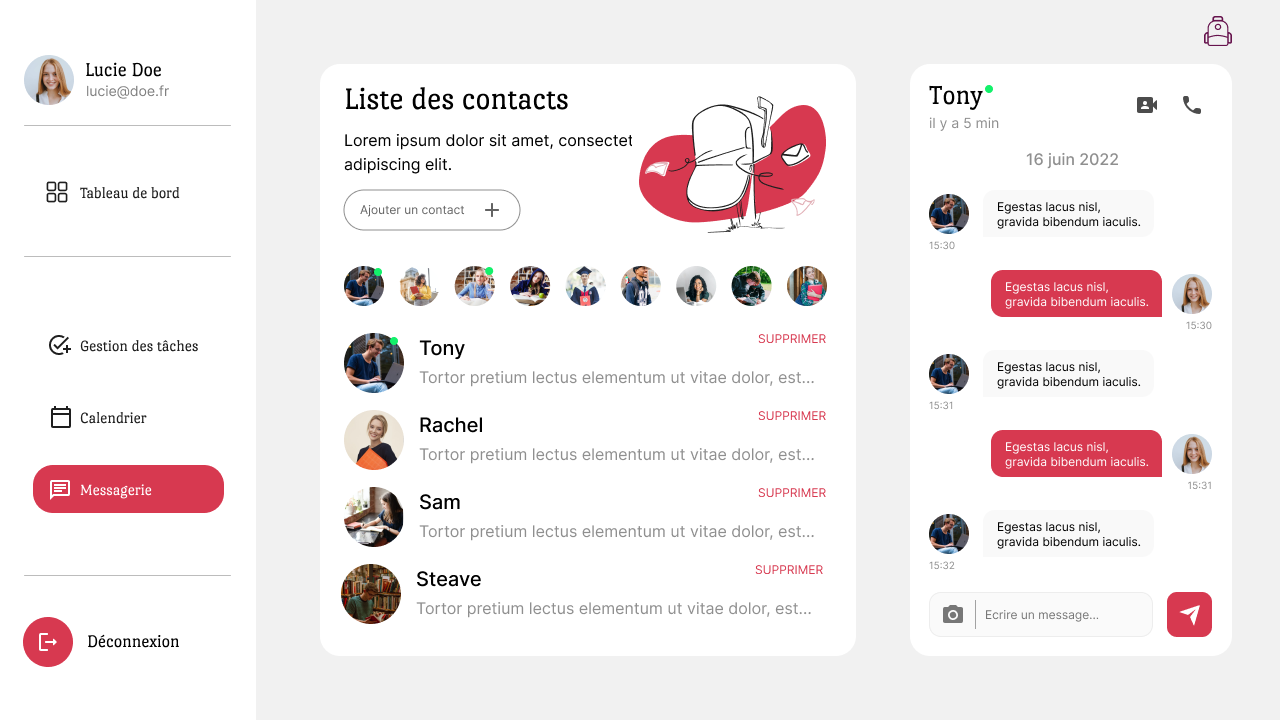 Lucie Doe
lucie@doe.fr
Tableau de bord
Gestion des tâches
Calendrier
Messagerie
Déconnexion
Liste des contacts
Lorem ipsum dolor sit amet, consectet
adipiscing elit.
Ajouter un contact
Tony
SUPPRIMER
Tortor pretium lectus elementum ut vitae dolor, est...
Rachel
SUPPRIMER
Tortor pretium lectus elementum ut vitae dolor, est...
Sam
SUPPRIMER
Tortor pretium lectus elementum ut vitae dolor, est...
Steave
SUPPRIMER
Tortor pretium lectus elementum ut vitae dolor, est...
Tony
il y a 5 min
16 juin 2022
Egestas lacus nisl,
gravida bibendum iaculis.
15:30
Egestas lacus nisl,
gravida bibendum iaculis.
15:30
Egestas lacus nisl,
gravida bibendum iaculis.
15:31
Egestas lacus nisl,
gravida bibendum iaculis.
15:31
Egestas lacus nisl,
gravida bibendum iaculis.
15:32
Ecrire un message...